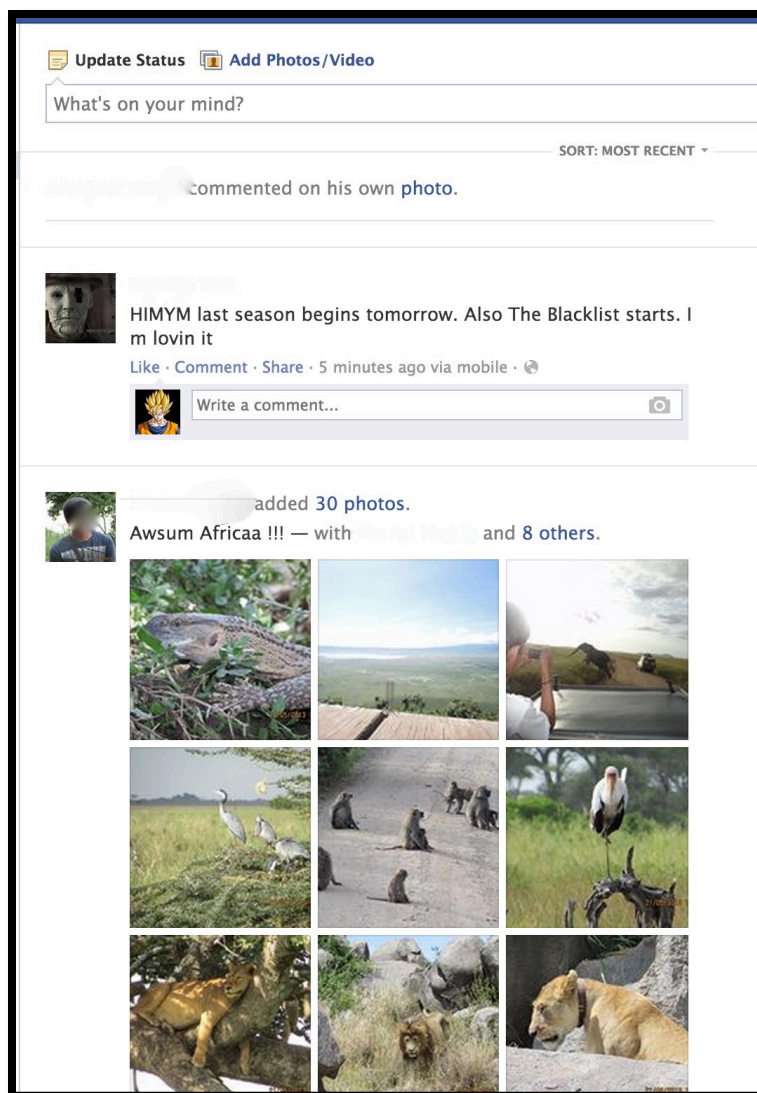 Update Status Add Photos/Video
What's on your mind?
SORT: MOST RECENT
commented on his own photo.
HIMYM last season begins tomorrow. Also The Blacklist starts. I
m lovin it
Like · Comment · Share · 5 minutes ago via mobile ·
Write a comment...
added 30 photos.
Awsum Africaa !!! — with and 8 others.